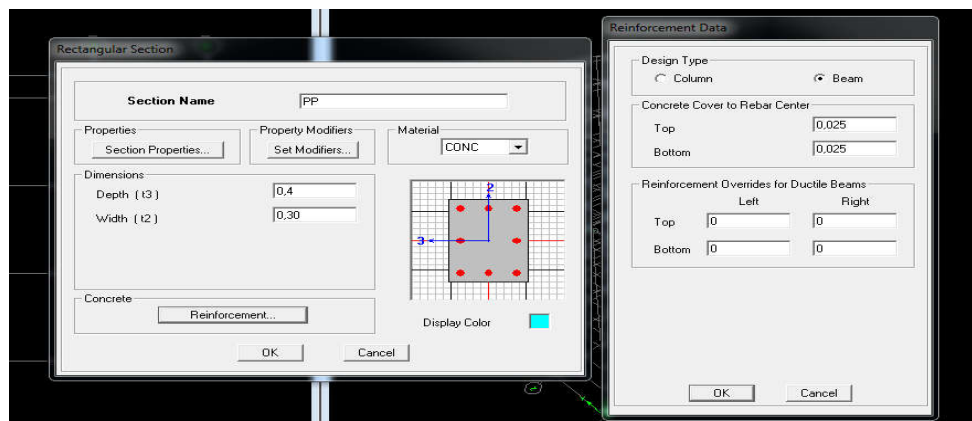 Rectangular Section
Section Name PP
Properties Property Modifiers Material
Section Properties... Set Modifiers... CONC
Dimensions
Depth ( t3 ) 0,4
Width ( t2 ) 0,30
2
3
Concrete
Reinforcement...
Display Color
OK Cancel
Reinforcement Data
Design Type
Column Beam
Concrete Cover to Rebar Center
Top 0,025
Bottom 0,025
Reinforcement Overrides for Ductile Beams
Left Right
Top 0 0
Bottom 0 0
OK Cancel